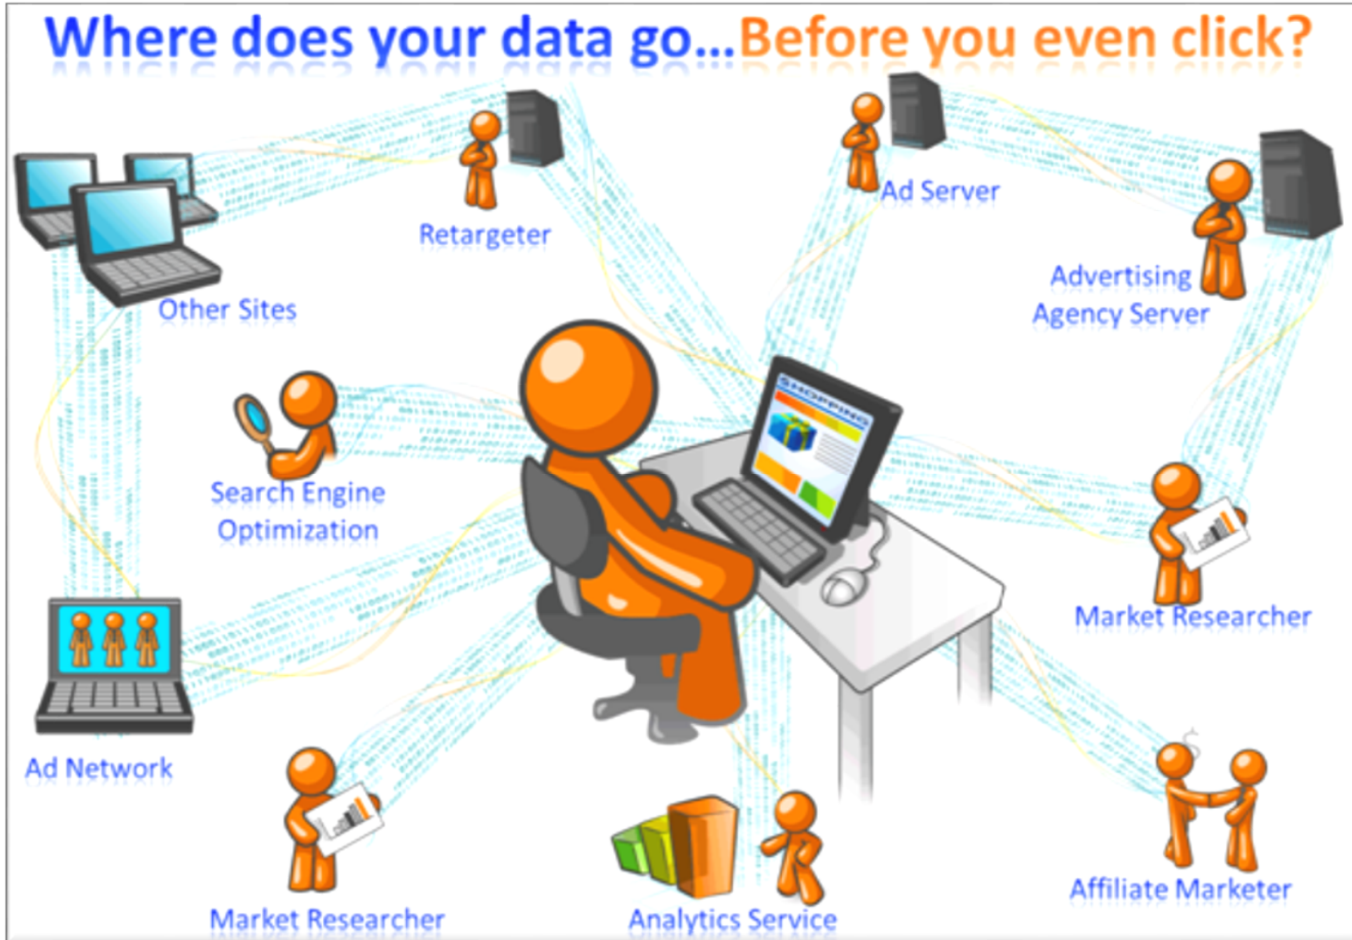 Where does your data go...Before you even click?
Retargeter
Ad Server
Advertising
Agency Server
Other Sites
SHOPPING
Search Engine
Optimization
Market Researcher
Ad Network
$
Market Researcher
Analytics Service
Affiliate Marketer